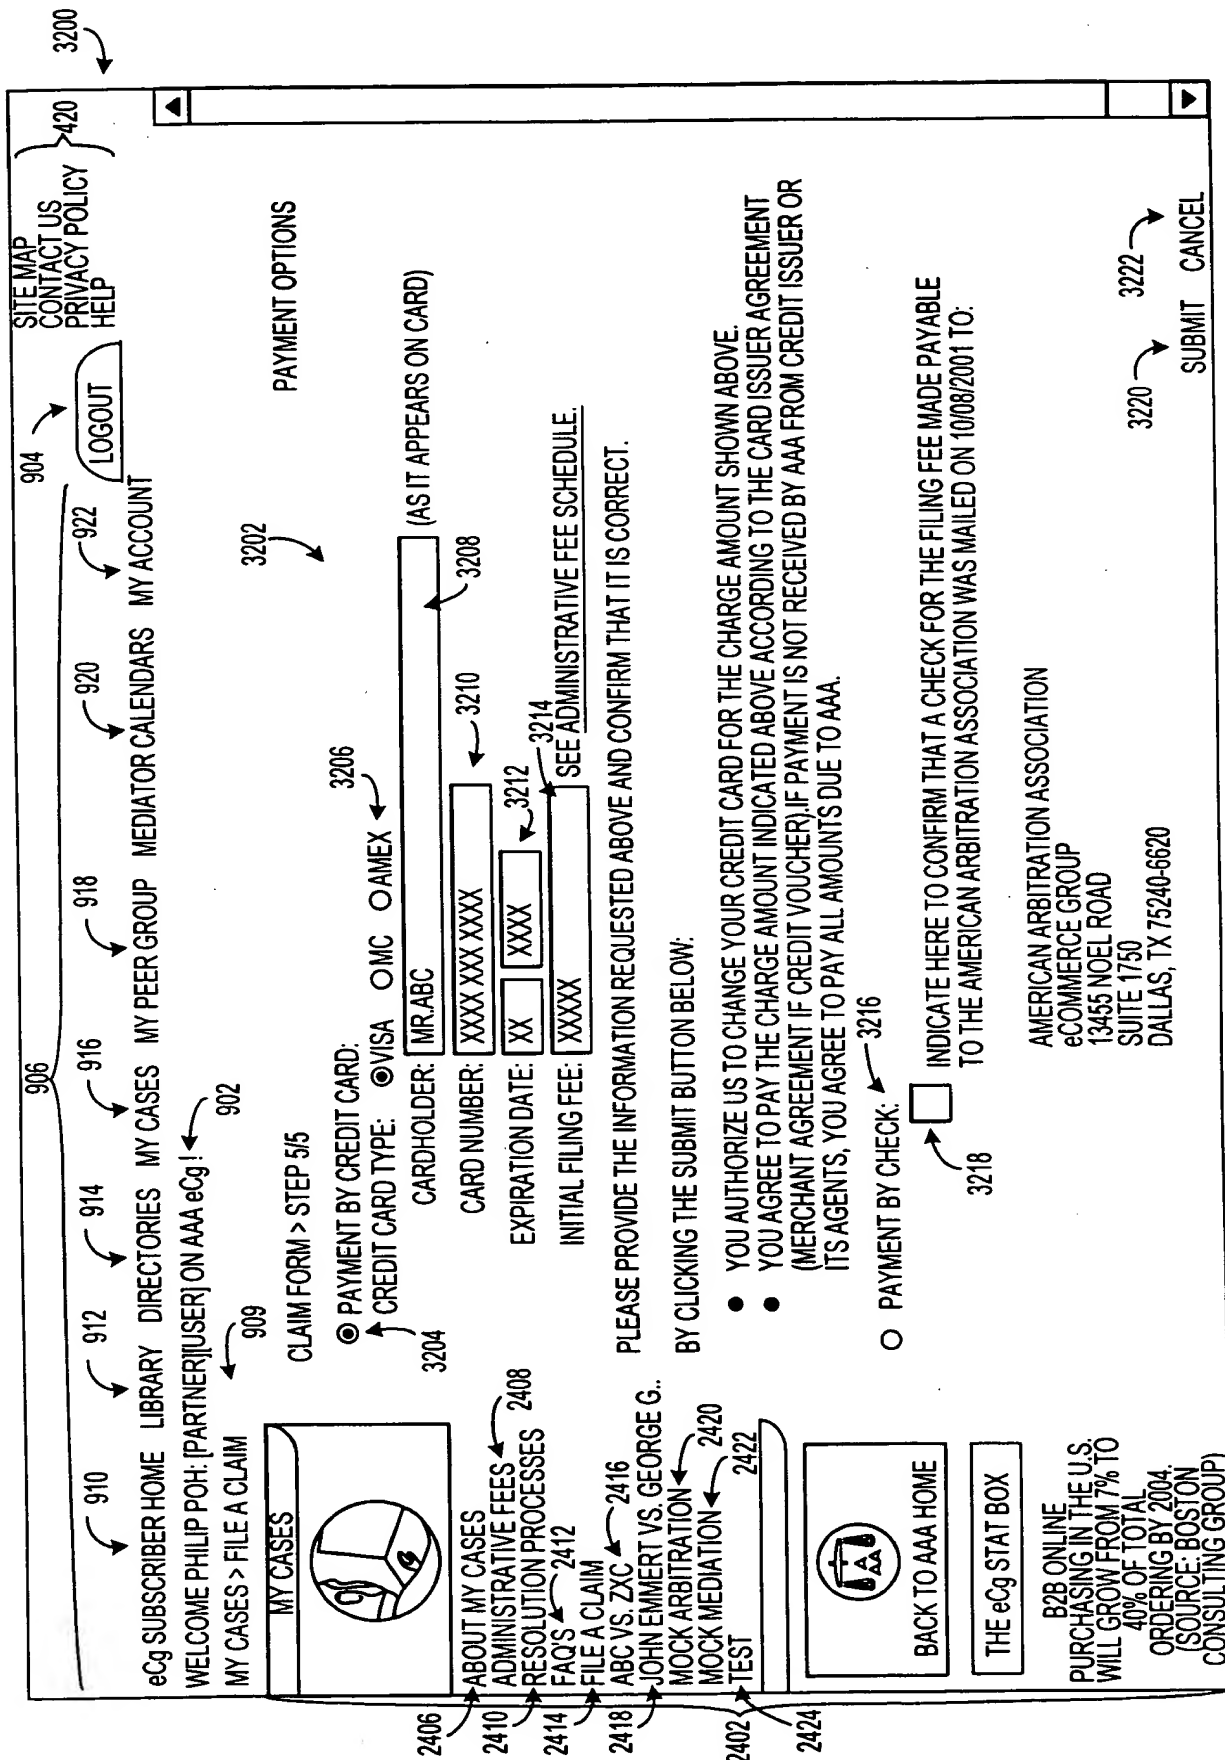 3200
SITE MAP
CONTACT US
PRIVACY POLICY
HELP
420
904
LOGOUT
906
910
912
914
916
918
920
922
eCg SUBSCRIBER HOME LIBRARY DIRECTORIES MY CASES MY PEER GROUP MEDIATOR CALENDARS MY ACCOUNT
WELCOME PHILIP POH: [PARTNER][USER] ON AAA eCg !
902
MY CASES > FILE A CLAIM
909
MY CASES
2406
ABOUT MY CASES
ADMINISTRATIVE FEES
2408
2410
RESOLUTION PROCESSES
FAQ'S
2412
2414
FILE A CLAIM
ABC VS. ZXC
2416
2418
JOHN EMMERT VS. GEORGE G..
MOCK ARBITRATION
2420
MOCK MEDIATION
2422
2402
TEST
2424
BACK TO AAA HOME
THE eCg STAT BOX
B2B ONLINE
PURCHASING IN THE U.S.
WILL GROW FROM 7% TO
40% OF TOTAL
ORDERING BY 2004.
(SOURCE: BOSTON
CONSULTING GROUP)
CLAIM FORM > STEP 5/5
PAYMENT OPTIONS
3202
PAYMENT BY CREDIT CARD:
3204
CREDIT CARD TYPE: VISA MC AMEX
3206
CARDHOLDER: MR.ABC (AS IT APPEARS ON CARD)
3208
CARD NUMBER: XXXX XXX XXX XXXX
3210
EXPIRATION DATE: XX XXXX
3212
INITIAL FILING FEE: XXXXX SEE ADMINISTRATIVE FEE SCHEDULE..
3214
PLEASE PROVIDE THE INFORMATION REQUESTED ABOVE AND CONFIRM THAT IT IS CORRECT.
BY CLICKING THE SUBMIT BUTTON BELOW:
● YOU AUTHORIZE US TO CHANGE YOUR CREDIT CARD FOR THE CHARGE AMOUNT SHOWN ABOVE.
● YOU AGREE TO PAY THE CHARGE AMOUNT INDICATED ABOVE ACCORDING TO THE CARD ISSUER AGREEMENT
(MERCHANT AGREEMENT IF CREDIT VOUCHER).IF PAYMENT IS NOT RECEIVED BY AAA FROM CREDIT ISSUER OR
ITS AGENTS, YOU AGREE TO PAY ALL AMOUNTS DUE TO AAA.
PAYMENT BY CHECK:
3216
3218
INDICATE HERE TO CONFIRM THAT A CHECK FOR THE FILING FEE MADE PAYABLE
TO THE AMERICAN ARBITRATION ASSOCIATION WAS MAILED ON 10/08/2001 TO:
AMERICAN ARBITRATION ASSOCIATION
eCOMMERCE GROUP
13455 NOEL ROAD
SUITE 1750
DALLAS, TX 75240-6620
3220
3222
SUBMIT CANCEL